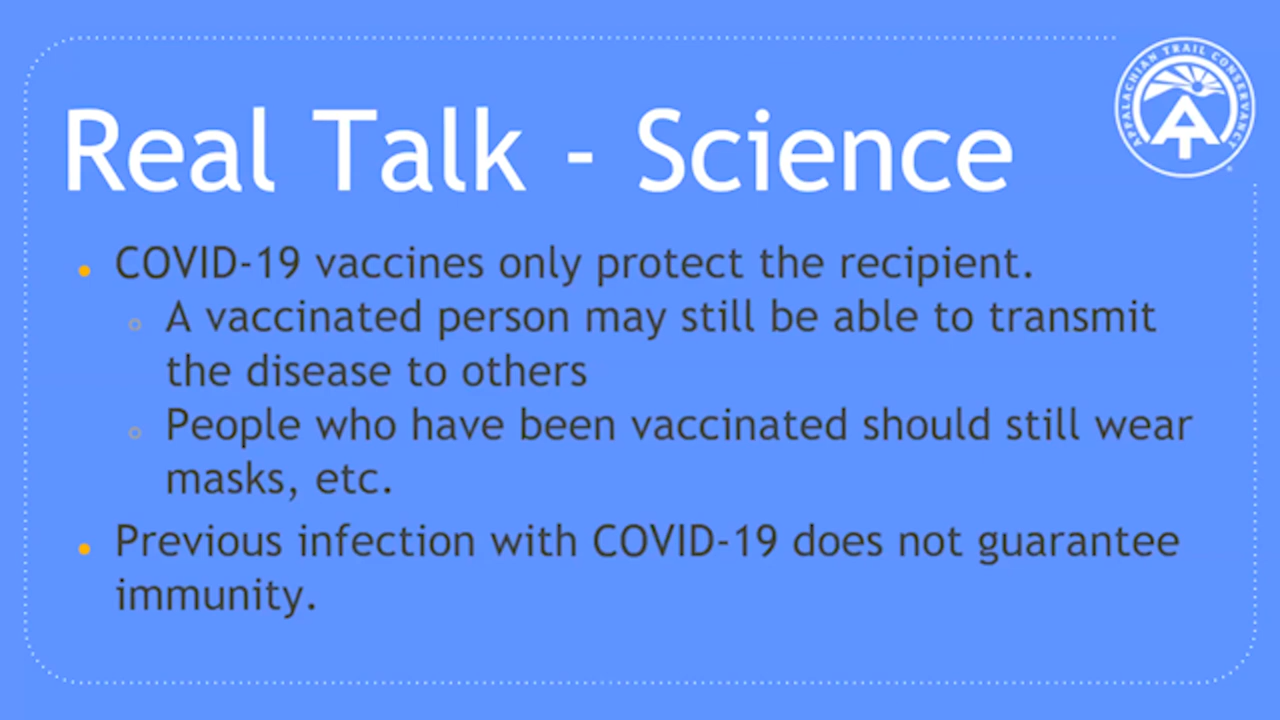 APPALACHIAN TRAIL CONSERVANCY
Real Talk - Science
COVID-19 vaccines only protect the recipient.
A vaccinated person may still be able to transmit
the disease to others
People who have been vaccinated should still wear
masks, etc.
Previous infection with COVID-19 does not guarantee
immunity.